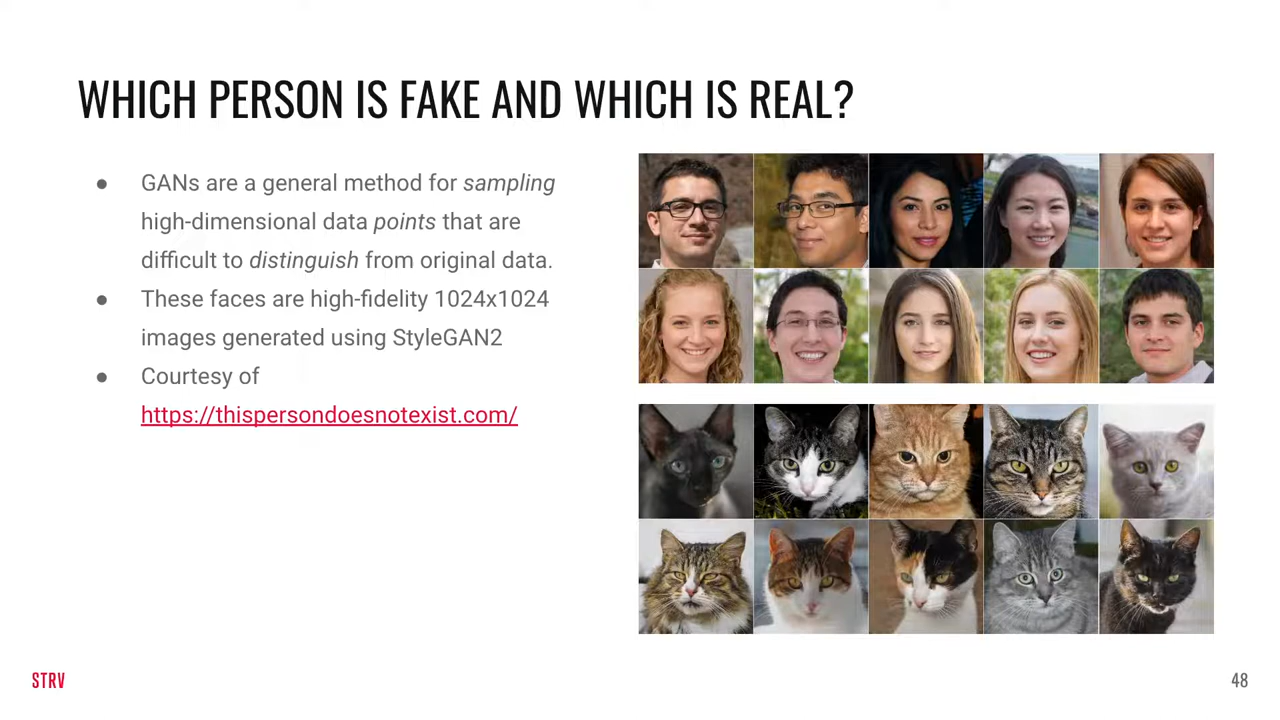 WHICH PERSON IS FAKE AND WHICH IS REAL?
● GANs are a general method for sampling
high-dimensional data points that are
difficult to distinguish from original data.
● These faces are high-fidelity 1024x1024
images generated using StyleGAN2
● Courtesy of
https://thispersondoesnotexist.com/
STRV
48